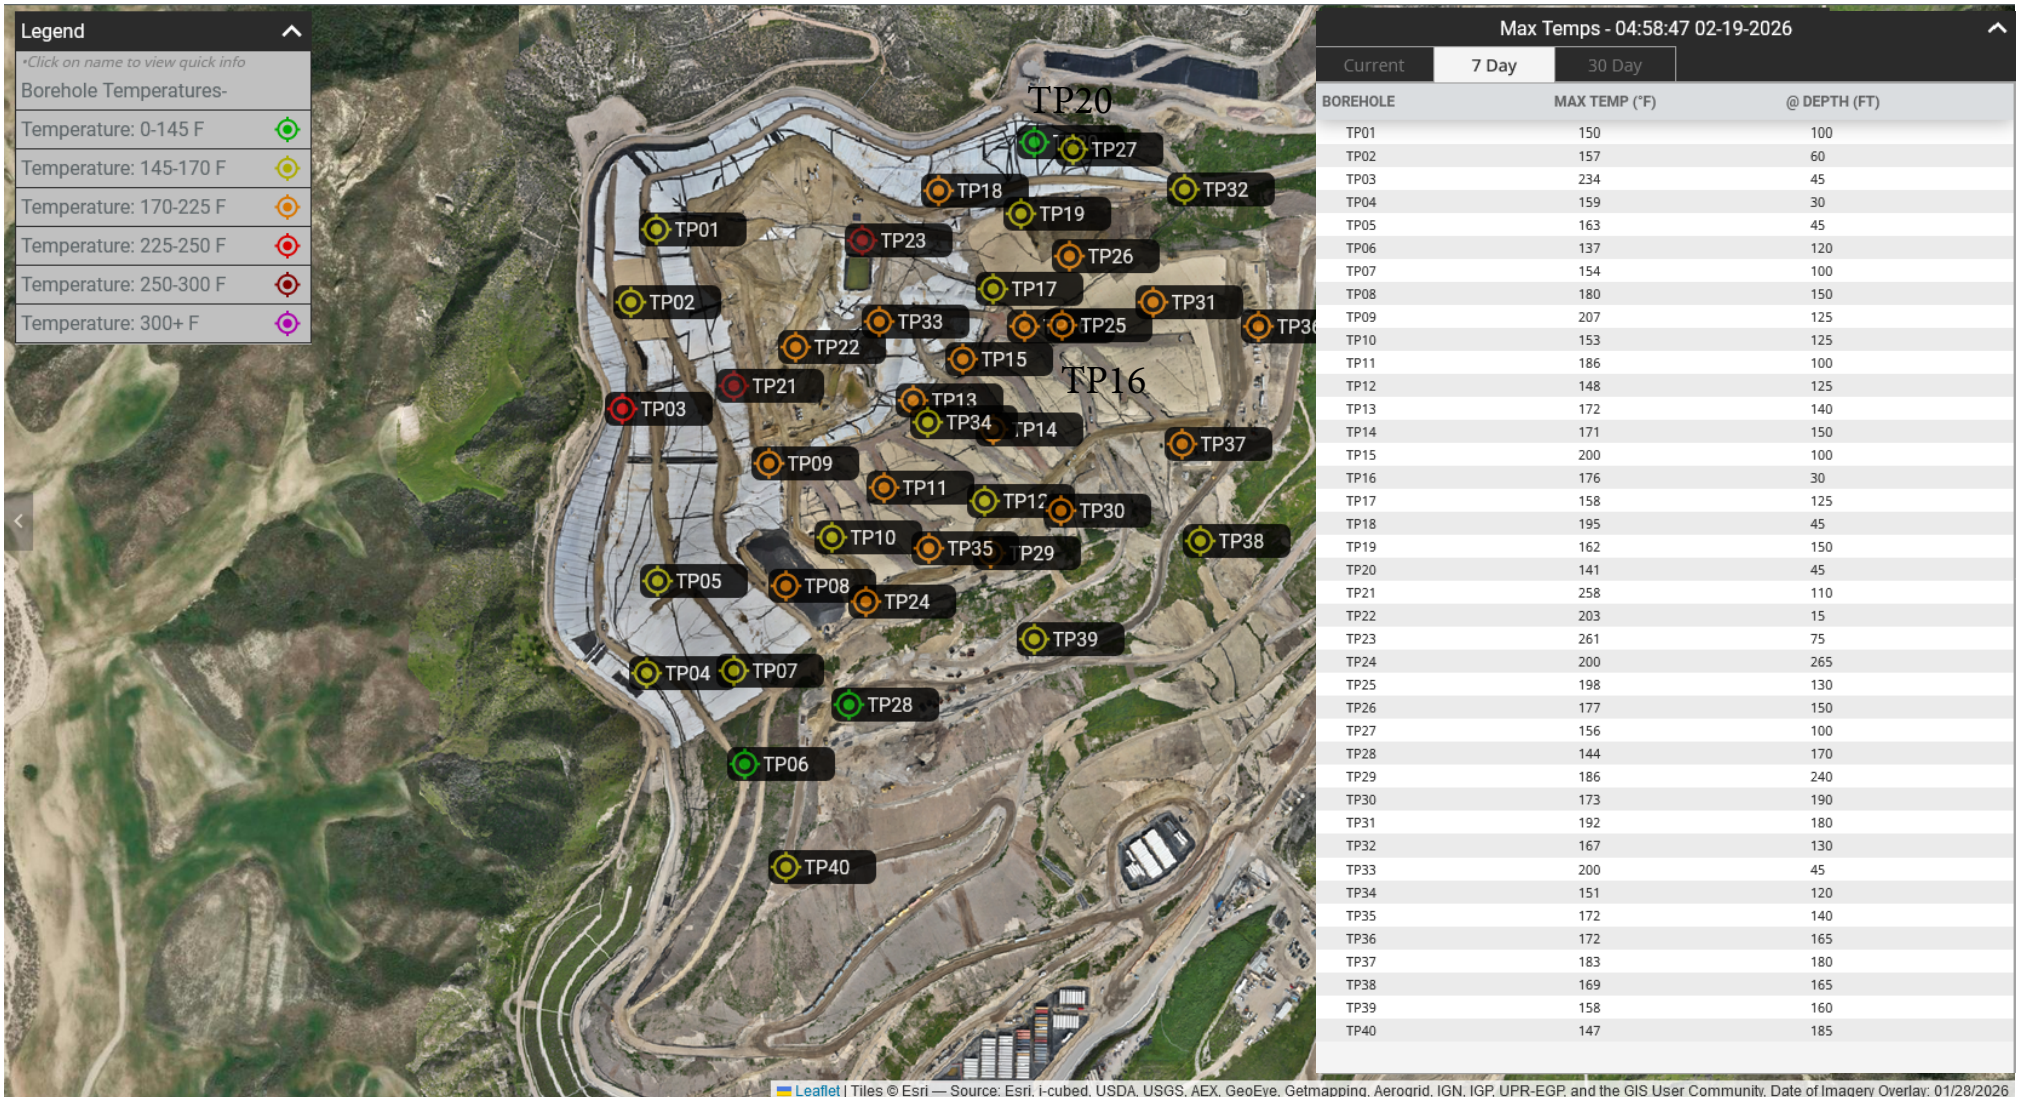 Legend
•Click on name to view quick info
Borehole Temperatures-
Temperature: 0-145 F
Temperature: 145-170 F
Temperature: 170-225 F
Temperature: 225-250 F
Temperature: 250-300 F
Temperature: 300+ F
TP20
TP27
TP18
TP32
TP19
TP01
TP23
TP26
TP17
TP02
TP31
TP33
TP25
TP36
TP22
TP15
TP16
TP21
TP13
TP03
TP34
TP14
TP37
TP09
TP11
TP12
TP30
TP10
TP38
TP35
TP29
TP05
TP08
TP24
TP39
TP04
TP07
TP28
TP06
TP40
Max Temps - 04:58:47 02-19-2026
Current 7 Day 30 Day
BOREHOLE MAX TEMP (°F) @ DEPTH (FT)
TP01 150 100
TP02 157 60
TP03 234 45
TP04 159 30
TP05 163 45
TP06 137 120
TP07 154 100
TP08 180 150
TP09 207 125
TP10 153 125
TP11 186 100
TP12 148 125
TP13 172 140
TP14 171 150
TP15 200 100
TP16 176 30
TP17 158 125
TP18 195 45
TP19 162 150
TP20 141 45
TP21 258 110
TP22 203 15
TP23 261 75
TP24 200 265
TP25 198 130
TP26 177 150
TP27 156 100
TP28 144 170
TP29 186 240
TP30 173 190
TP31 192 180
TP32 167 130
TP33 200 45
TP34 151 120
TP35 172 140
TP36 172 165
TP37 183 180
TP38 169 165
TP39 158 160
TP40 147 185
Leaflet | Tiles © Esri — Source: Esri, i-cubed, USDA, USGS, AEX, GeoEye, Getmapping, Aerogrid, IGN, IGP, UPR-EGP, and the GIS User Community, Date of Imagery Overlay: 01/28/2026